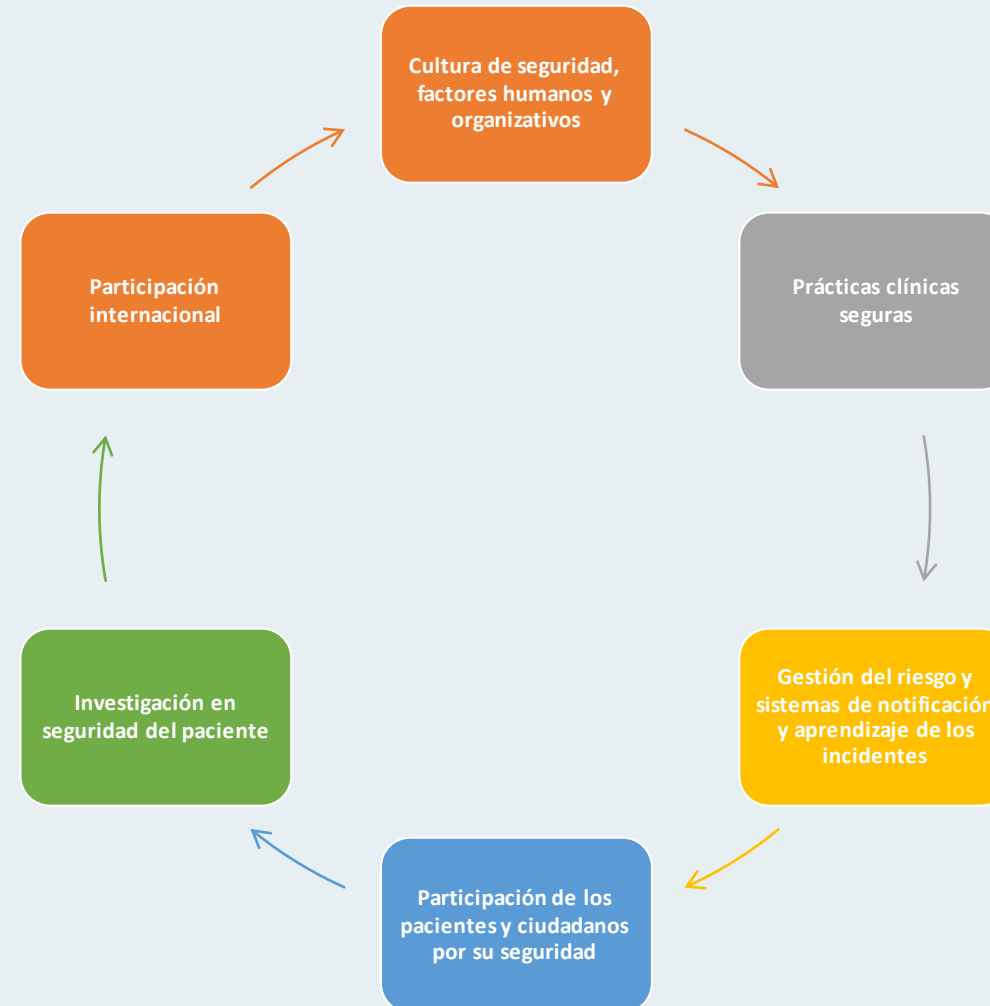 Cultura de seguridad,
factores humanos y
organizativos
Prácticas clínicas
seguras
Gestión del riesgo y
sistemas de notificación
y aprendizaje de los
incidentes
Participación de los
pacientes y ciudadanos
por su seguridad
Investigación en
seguridad del paciente
Participación
internacional